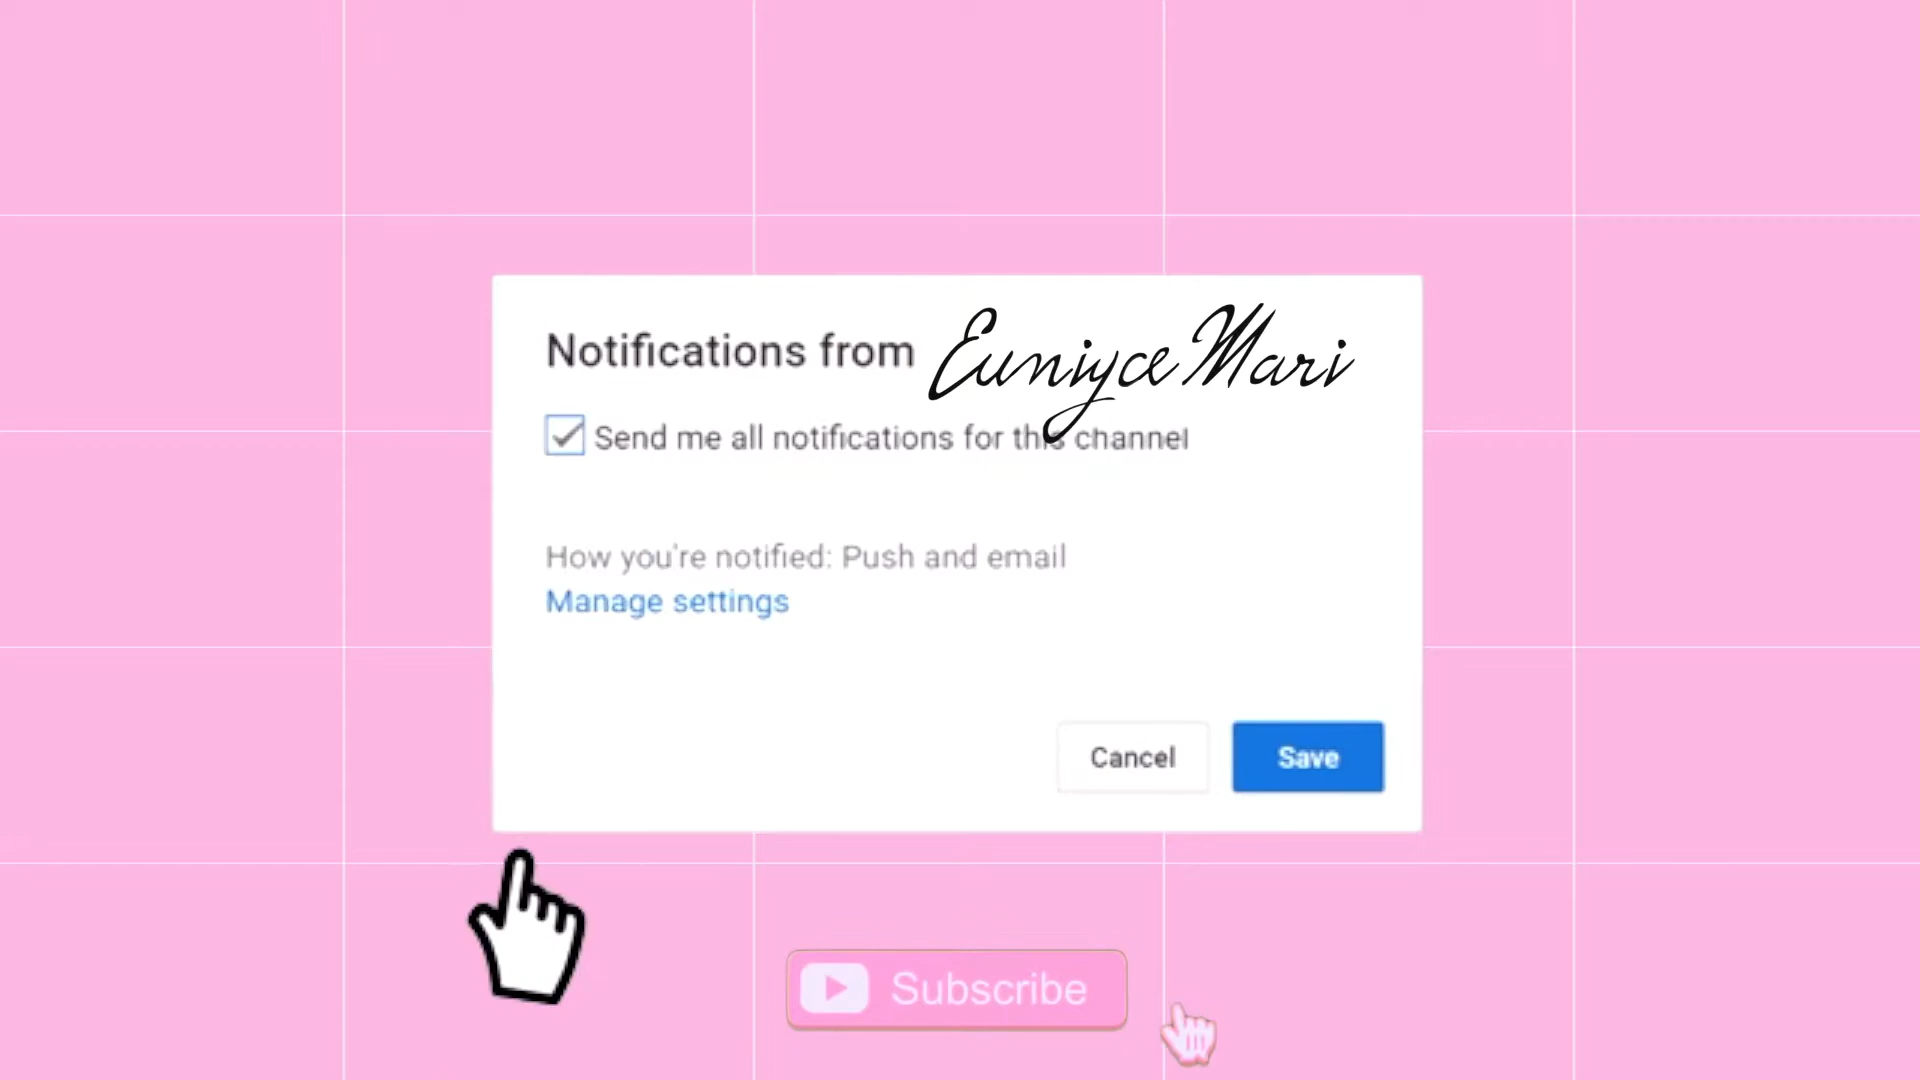 Notifications from Euniyce Mari
Send me all notifications for this channel
How you're notified: Push and email
Manage settings
Cancel
Save
Subscribe